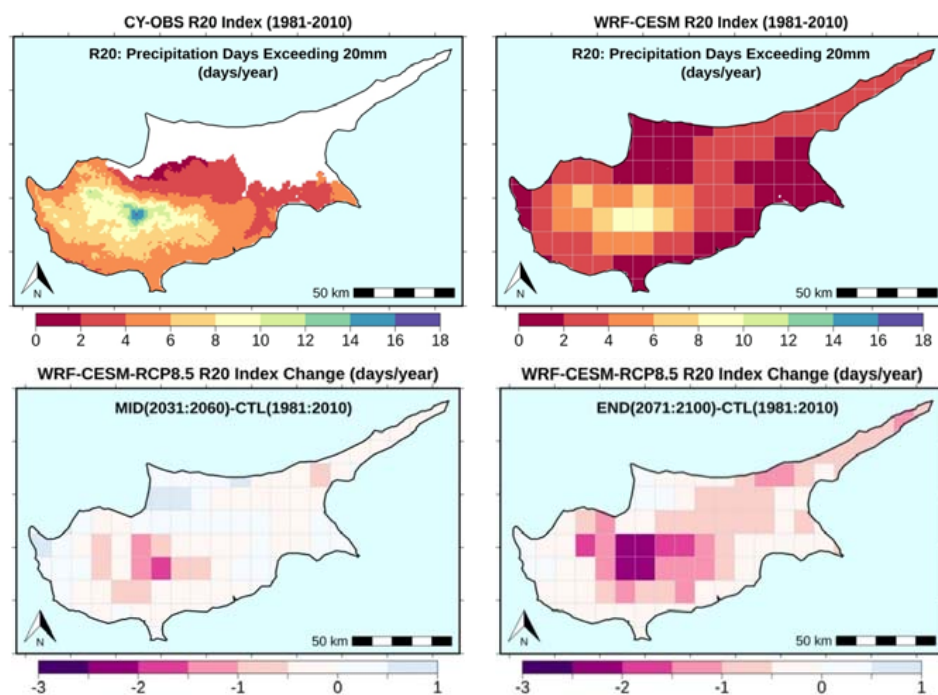 CY-OBS R20 Index (1981-2010)
R20: Precipitation Days Exceeding 20mm
(days/year)
N
50 km
0 2 4 6 8 10 12 14 16 18
WRF-CESM R20 Index (1981-2010)
R20: Precipitation Days Exceeding 20mm
(days/year)
N
50 km
0 2 4 6 8 10 12 14 16 18
WRF-CESM-RCP8.5 R20 Index Change (days/year)
MID(2031:2060)-CTL(1981:2010)
N
50 km
-3 -2 -1 0 1
WRF-CESM-RCP8.5 R20 Index Change (days/year)
END(2071:2100)-CTL(1981:2010)
N
50 km
-3 -2 -1 0 1